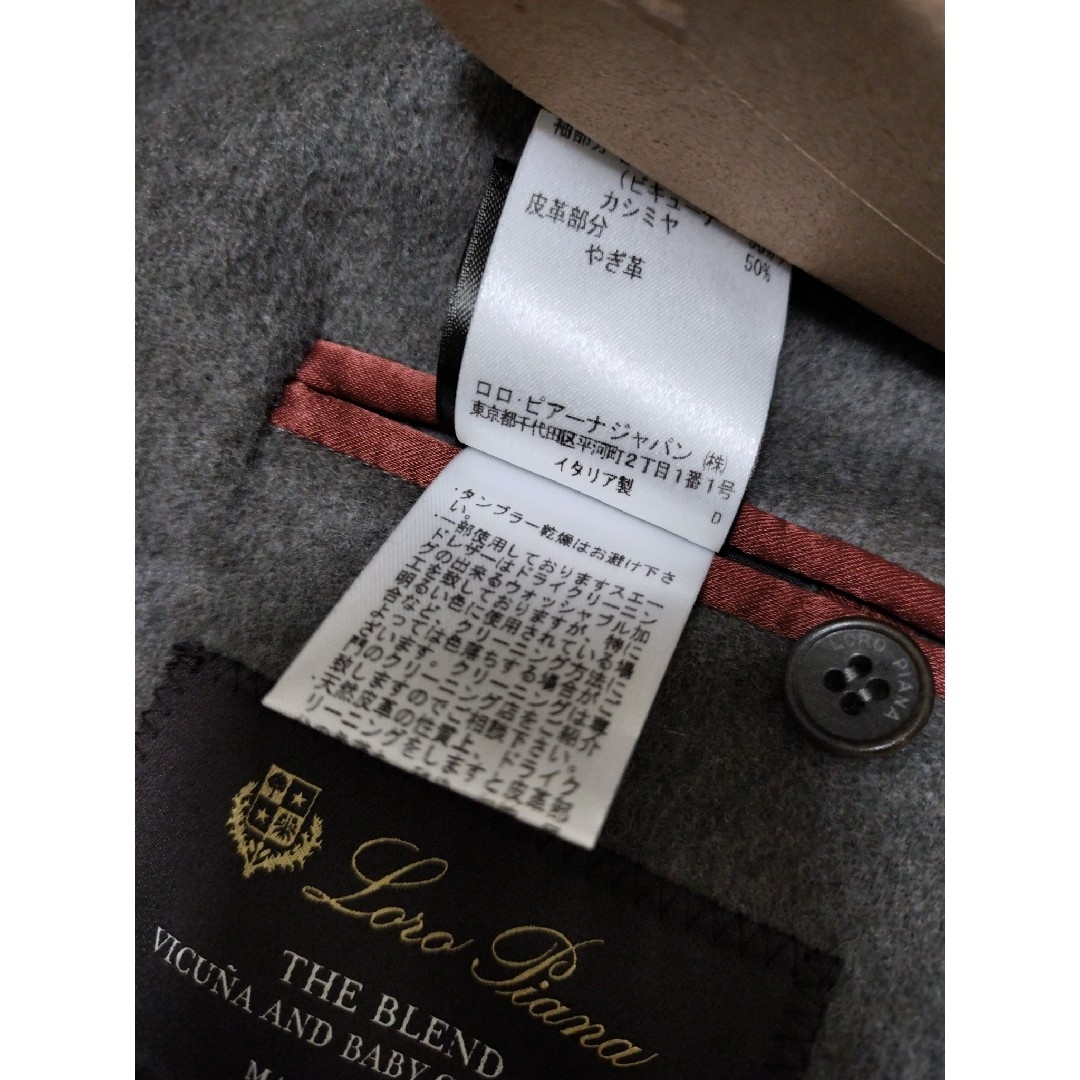 袖部分
(ビキューナ
カシミヤ 50%
皮革部分
やぎ革
ロロ・ピアーナ ジャパン (株)
東京都千代田区平河町2丁目1番1号
イタリア製
D
・タンブラー乾燥はお避け下さ
い。
・一部使用しておりますスエー
ドレザーはドライクリーニン
グの出来るウォッシャブル加
工を致しておりますが、特に
明るい色に使用されている場
合など、クリーニング方法に
よっては色落ちする場合がご
ざいます。クリーニングは専
門のクリーニング店をご紹介
致しますのでご相談下さい。
・天然皮革の性質上、ドライク
リーニングをしますと皮革部
LORO PIANA
Loro Piana
THE BLEND
VICUÑA AND BABY